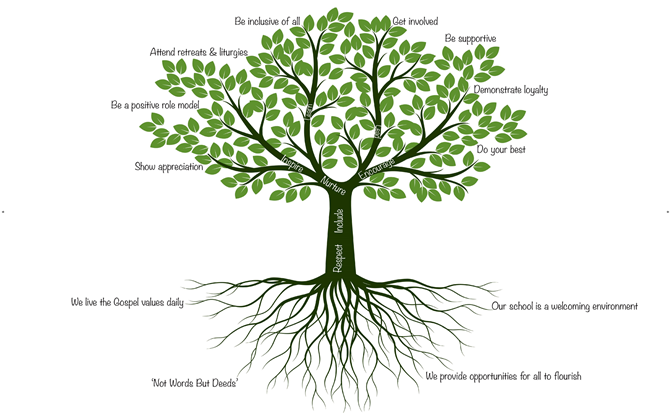 Be inclusive of all
Get involved
Be supportive
Attend retreats & liturgies
Demonstrate loyalty
Be a positive role model
Do your best
Show appreciation
Inspire
Nurture
Encourage
Include
Respect
We live the Gospel values daily
Our school is a welcoming environment
We provide opportunities for all to flourish
‘Not Words But Deeds’